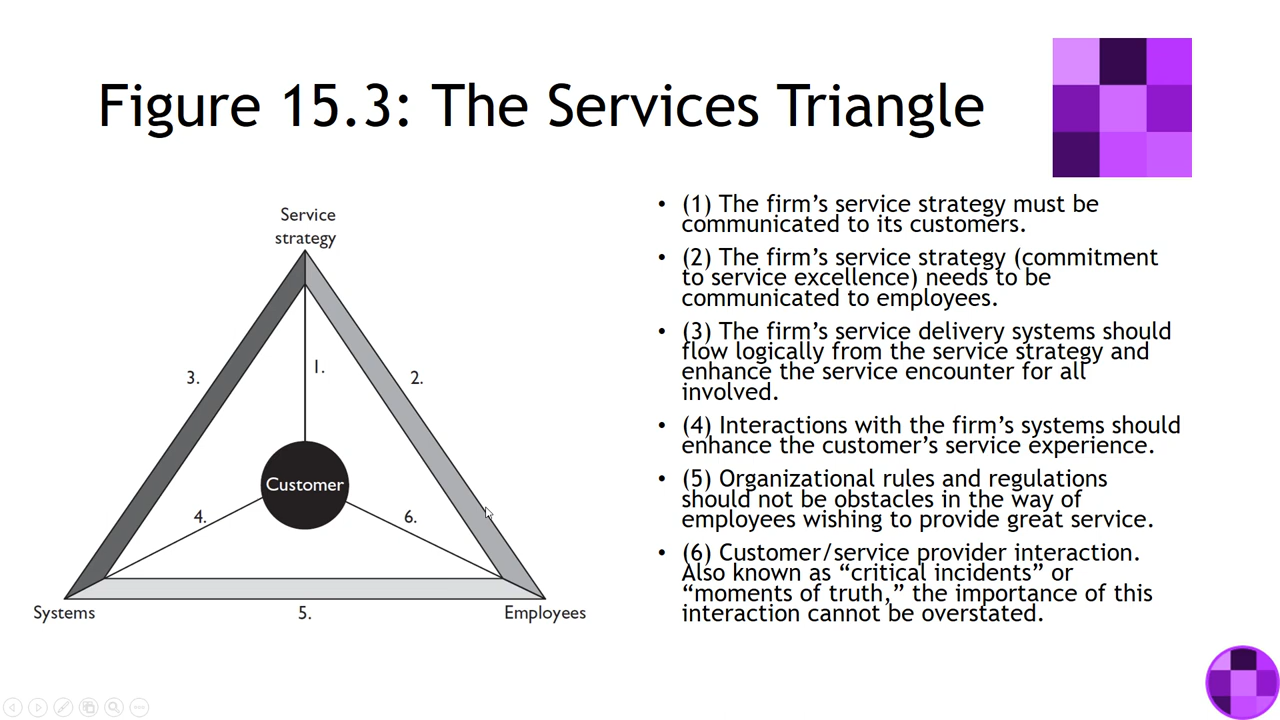 Figure 15.3: The Services Triangle
Service
strategy
3.
1.
2.
Customer
4.
6.
Systems
5.
Employees
• (1) The firm’s service strategy must be
communicated to its customers.
• (2) The firm’s service strategy (commitment
to service excellence) needs to be
communicated to employees.
• (3) The firm’s service delivery systems should
flow logically from the service strategy and
enhance the service encounter for all
involved.
• (4) Interactions with the firm’s systems should
enhance the customer’s service experience.
• (5) Organizational rules and regulations
should not be obstacles in the way of
employees wishing to provide great service.
• (6) Customer/service provider interaction.
Also known as “critical incidents” or
“moments of truth,” the importance of this
interaction cannot be overstated.